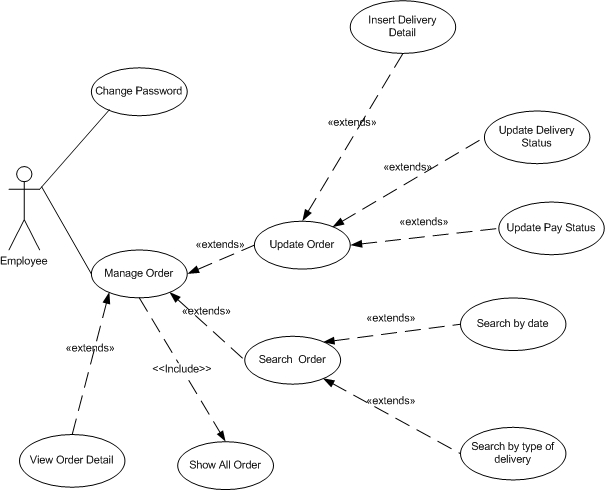 Insert Delivery
Detail
Change Password
«extends»
Update Delivery
Status
«extends»
Update Pay Status
«extends»
Employee
«extends»
Update Order
Manage Order
«extends»
Search by date
«extends»
«extends»
Search Order
<<Include>>
«extends»
View Order Detail
Show All Order
Search by type of
delivery